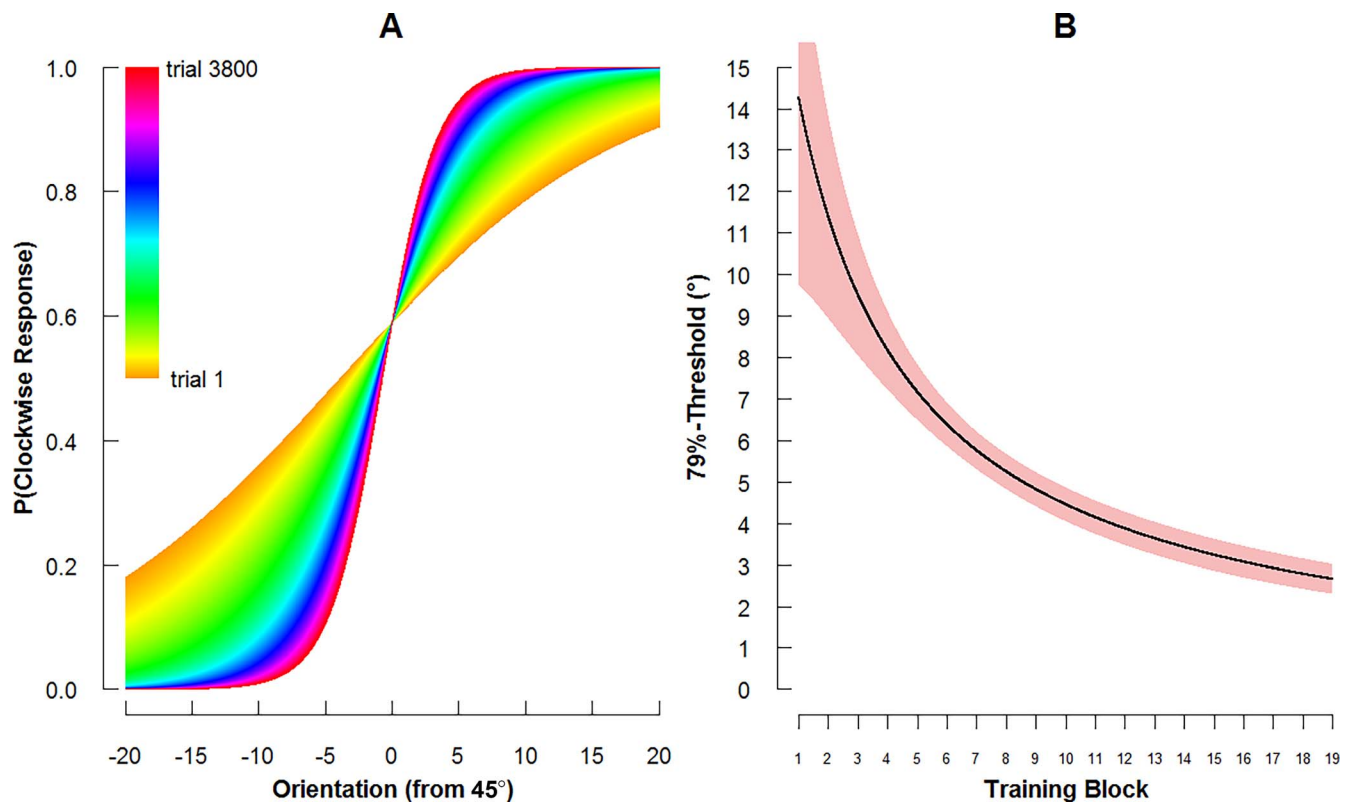 A
trial 3800
trial 1
1.0
0.8
0.6
0.4
0.2
0.0
P(Clockwise Response)
-20 -15 -10 -5 0 5 10 15 20
Orientation (from 45°)
B
15
14
13
12
11
10
9
8
7
6
5
4
3
2
1
0
79%-Threshold (°)
1 2 3 4 5 6 7 8 9 10 11 12 13 14 15 16 17 18 19
Training Block